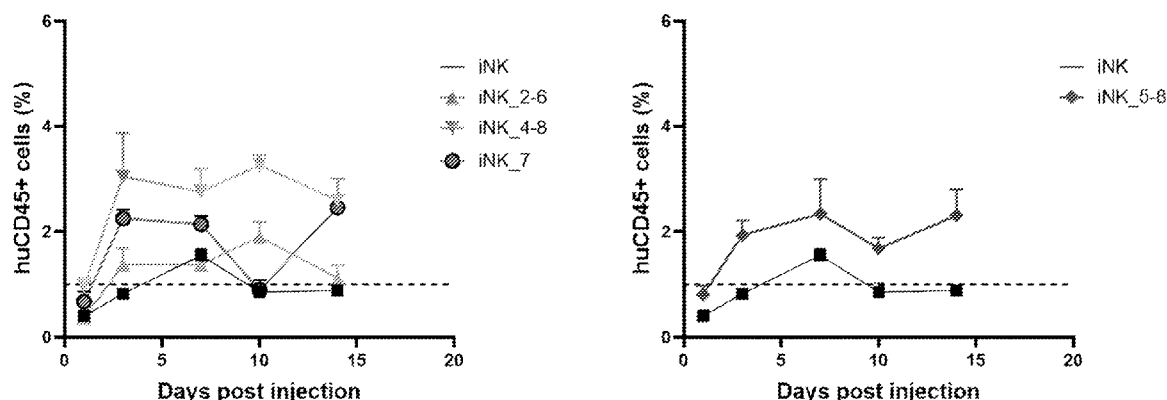 huCD45+ cells (%)
6
4
2
0
0 5 10 15 20
Days post injection
iNK
iNK_2-6
iNK_4-8
iNK_7
huCD45+ cells (%)
6
4
2
0
0 5 10 15 20
Days post injection
iNK
iNK_5-8